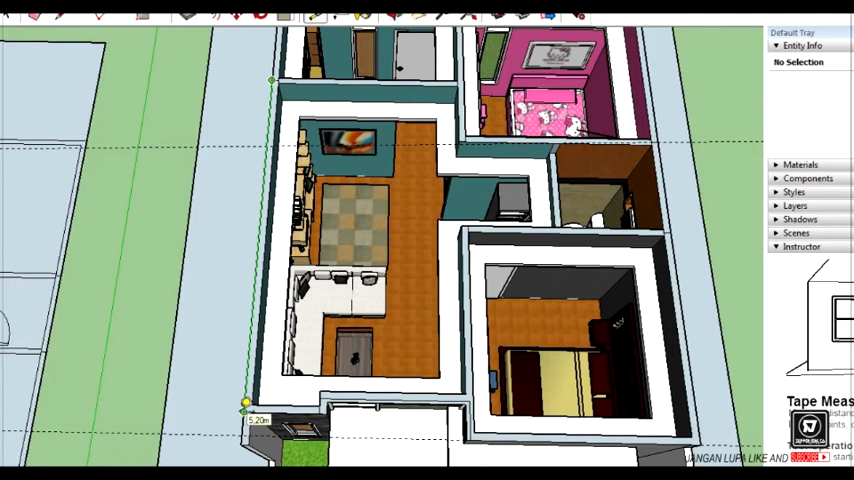 Default Tray
Entity Info
No Selection
Materials
Components
Styles
Layers
Shadows
Scenes
Instructor
5,20m
Tape Meas
JANGAN LUPA LIKE AND SUBSCRIBE